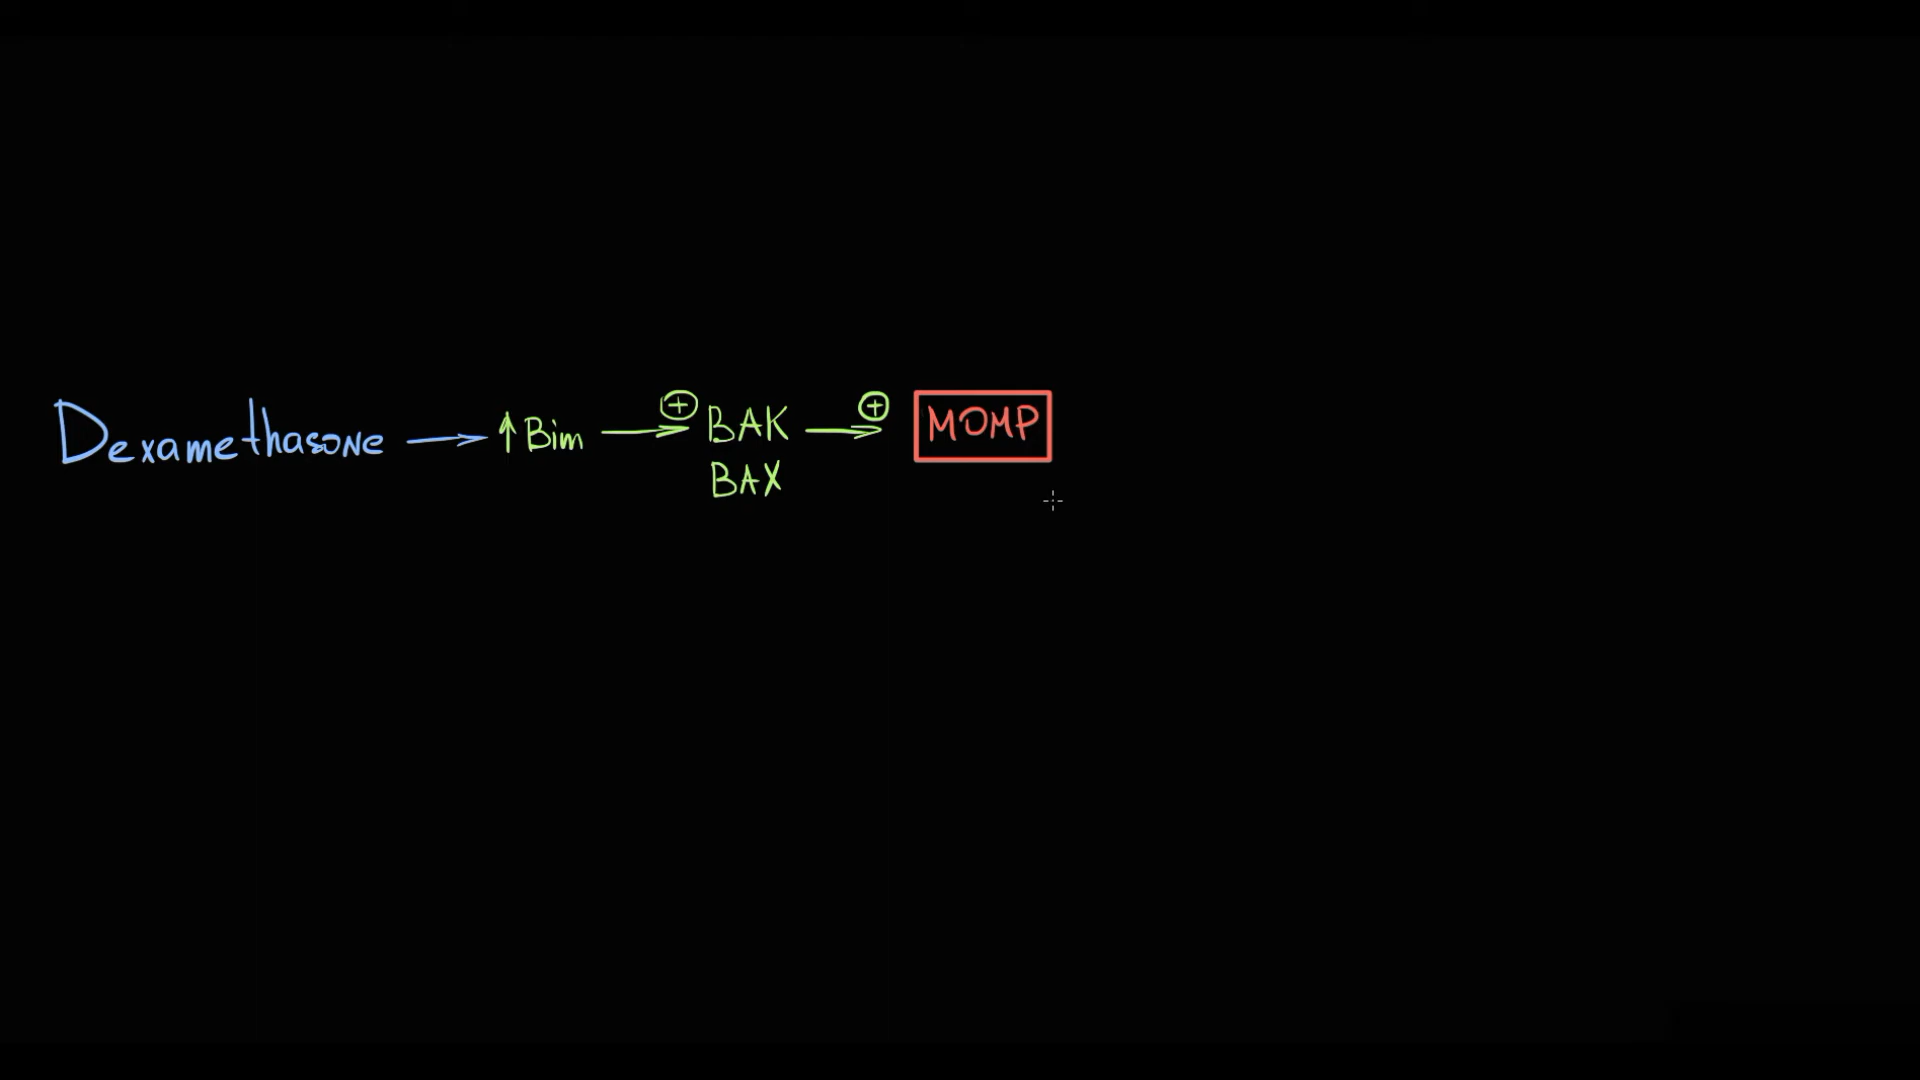 Dexamethasone → ↑Bim → ⊕ BAK → ⊕ MOMP
BAX